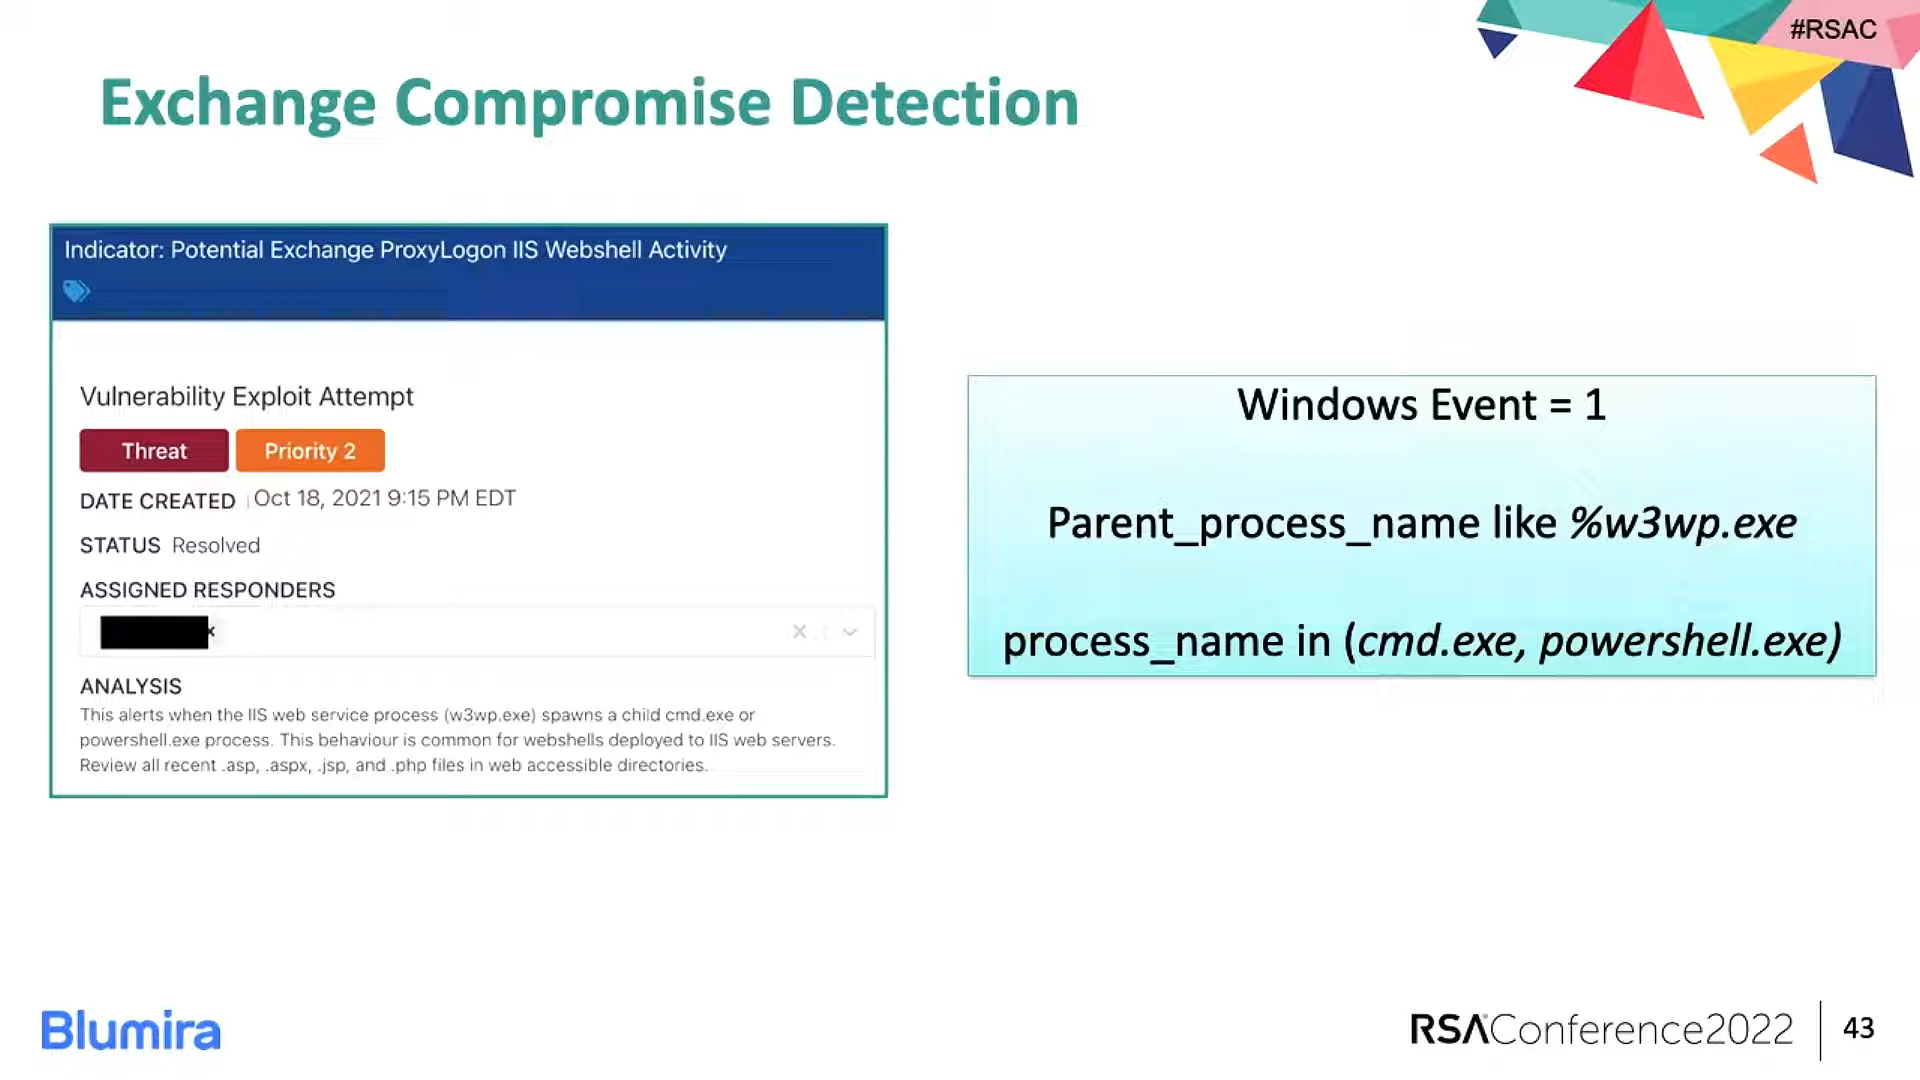 #RSAC
Exchange Compromise Detection
Indicator: Potential Exchange ProxyLogon IIS Webshell Activity
Vulnerability Exploit Attempt
Threat Priority 2
DATE CREATED Oct 18, 2021 9:15 PM EDT
STATUS Resolved
ASSIGNED RESPONDERS
ANALYSIS
This alerts when the IIS web service process (w3wp.exe) spawns a child cmd.exe or
powershell.exe process. This behaviour is common for webshells deployed to IIS web servers.
Review all recent .asp, .aspx, .jsp, and .php files in web accessible directories.
Windows Event = 1
Parent_process_name like %w3wp.exe
process_name in (cmd.exe, powershell.exe)
Blumira
RSAConference2022
43